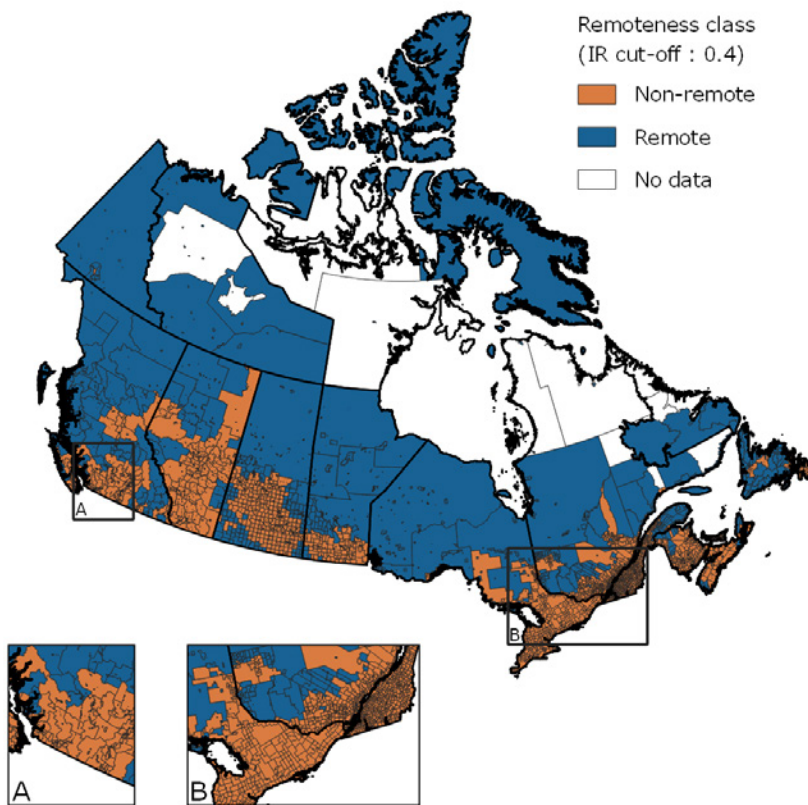 Remoteness class
(IR cut-off : 0.4)
Non-remote
Remote
No data
A
B
A
B